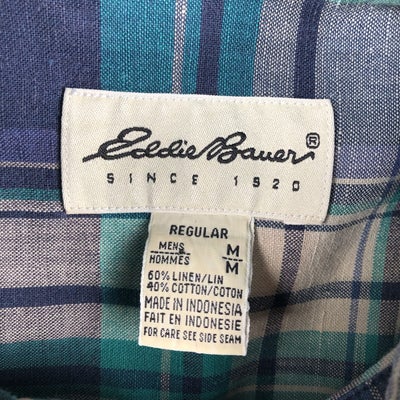 Eddie Bauer®
SINCE 1920
REGULAR
MENS M
HOMMES M
60% LINEN/LIN
40% COTTON/COTON
MADE IN INDONESIA
FAIT EN INDONESIE
FOR CARE SEE SIDE SEAM